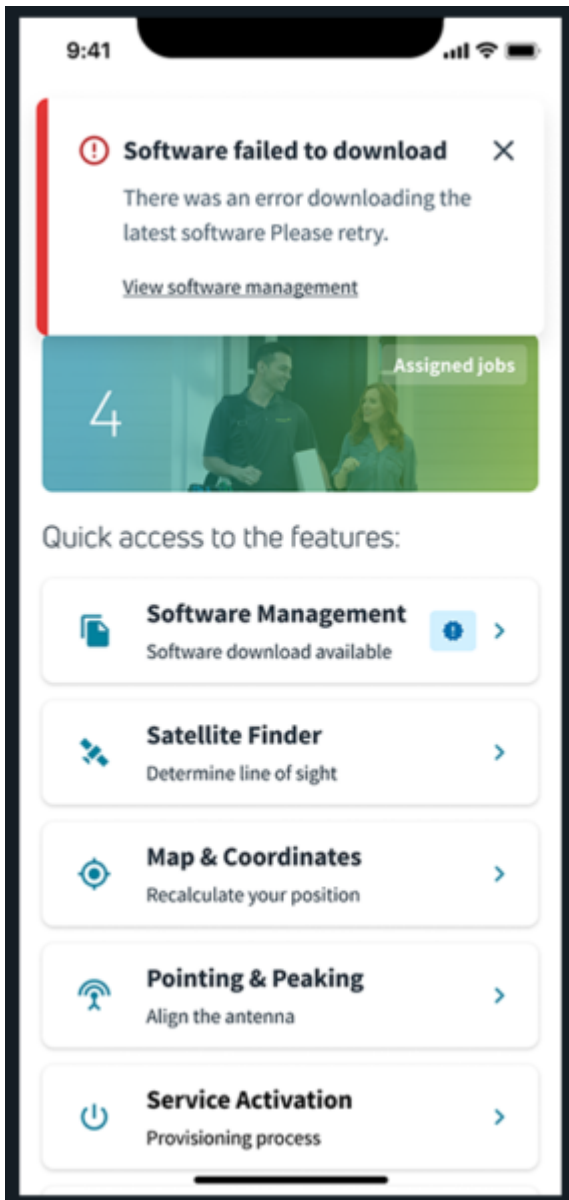 9:41
Software failed to download
There was an error downloading the
latest software Please retry.
View software management
4
Assigned jobs
Quick access to the features:
Software Management
Software download available
Satellite Finder
Determine line of sight
Map & Coordinates
Recalculate your position
Pointing & Peaking
Align the antenna
Service Activation
Provisioning process